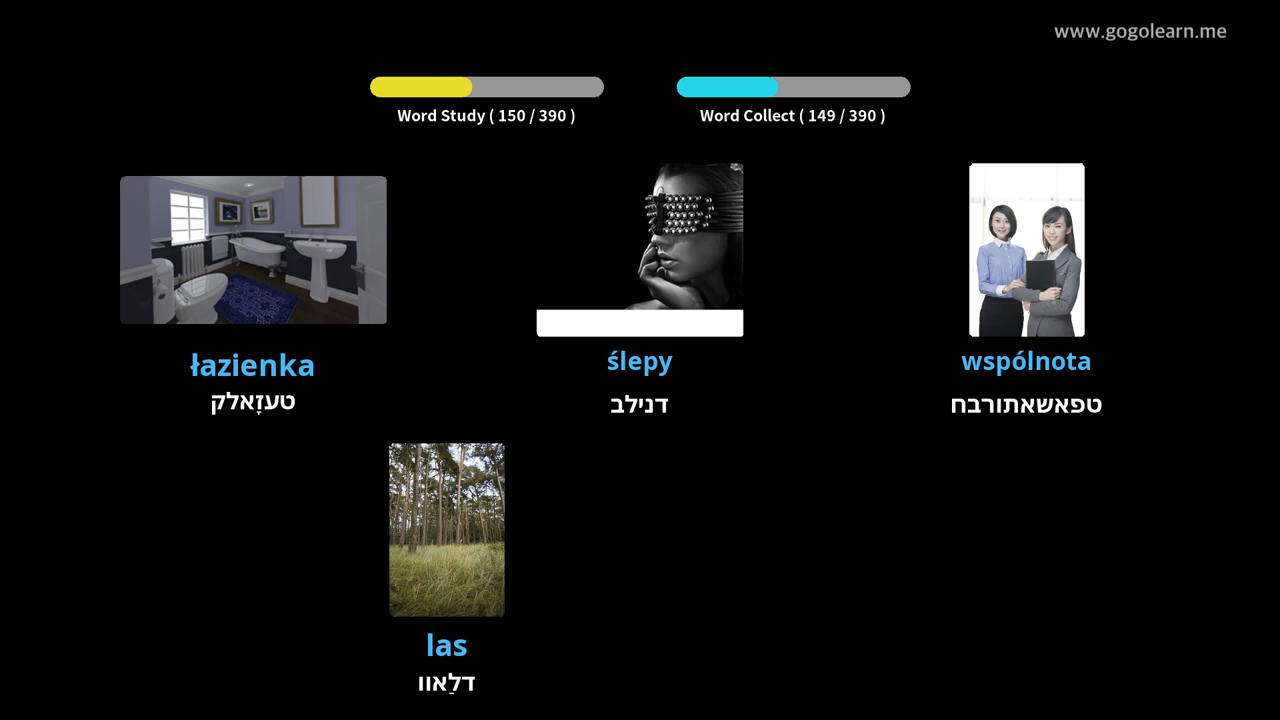 www.gogolearn.me
Word Study ( 150 / 390 )
Word Collect ( 149 / 390 )
łazienka
טעזָאלק
ślepy
דנילב
wspólnota
טפאשאתורבח
las
דלַאוו